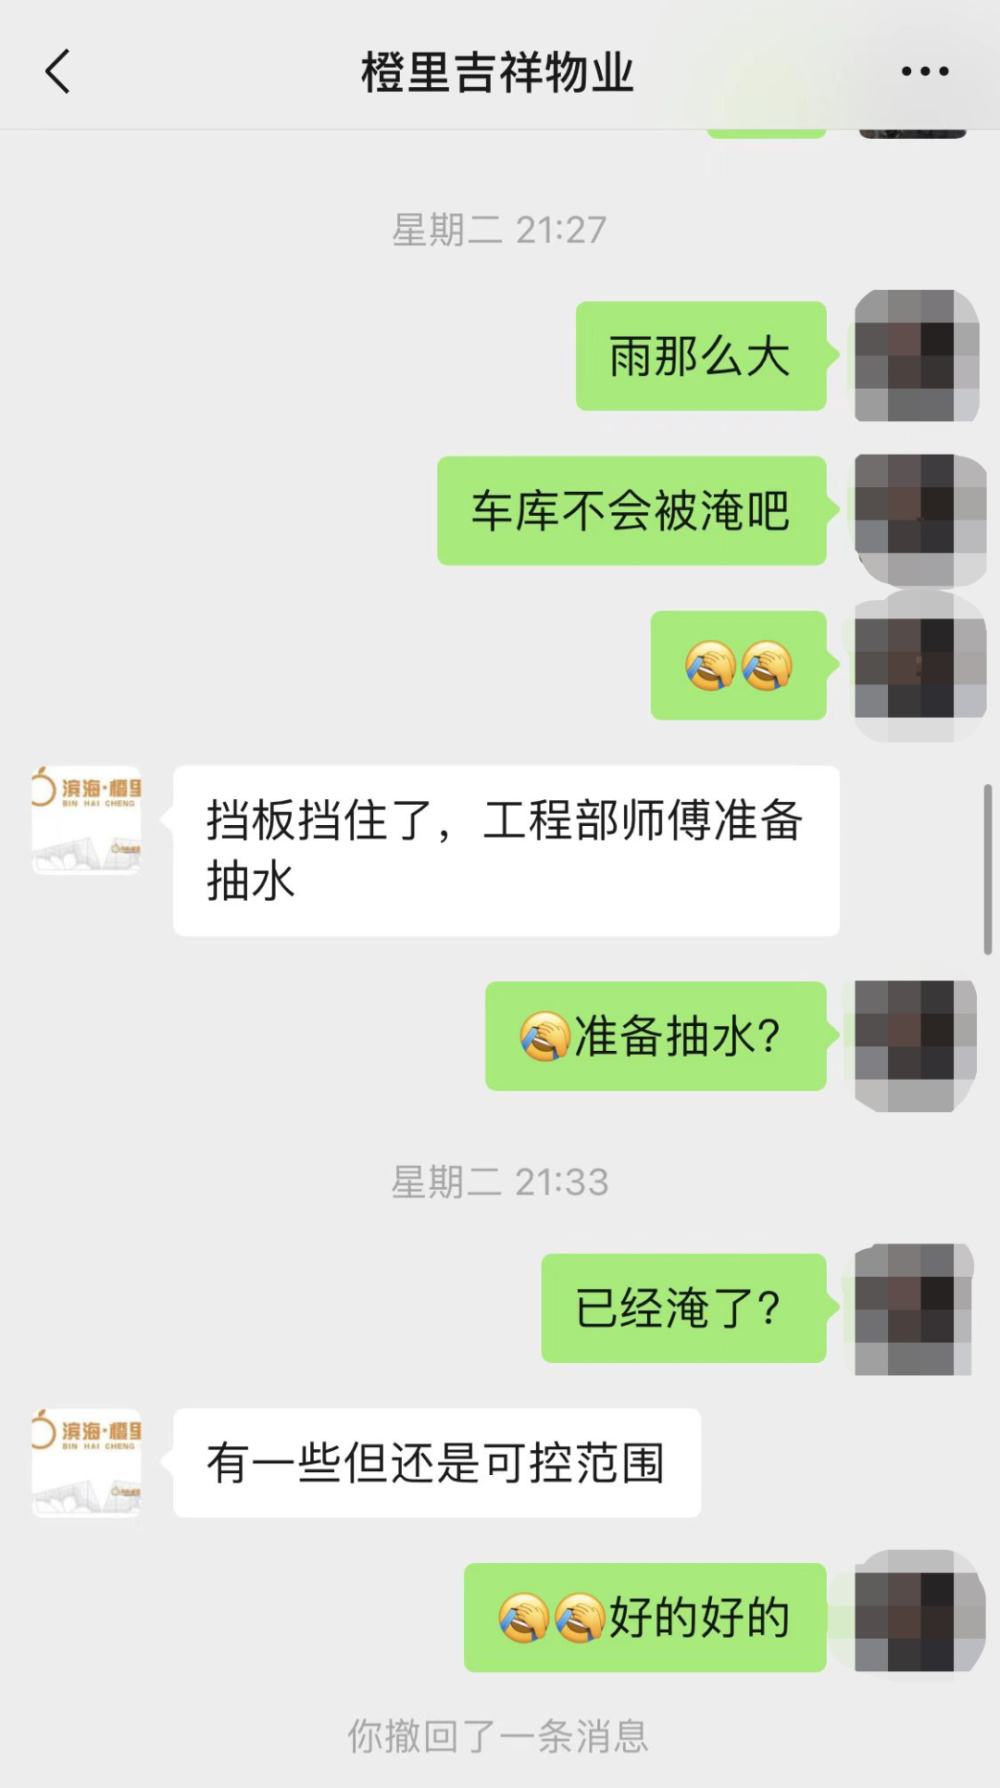 橙里吉祥物业
星期二 21:27
雨那么大
车库不会被淹吧
🤦🤦
滨海·橙里
BIN HAI CHENG
挡板挡住了，工程部师傅准备
抽水
🤦准备抽水?
星期二 21:33
已经淹了?
滨海·橙里
BIN HAI CHENG
有一些但还是可控范围
🤦🤦好的好的
你撤回了一条消息